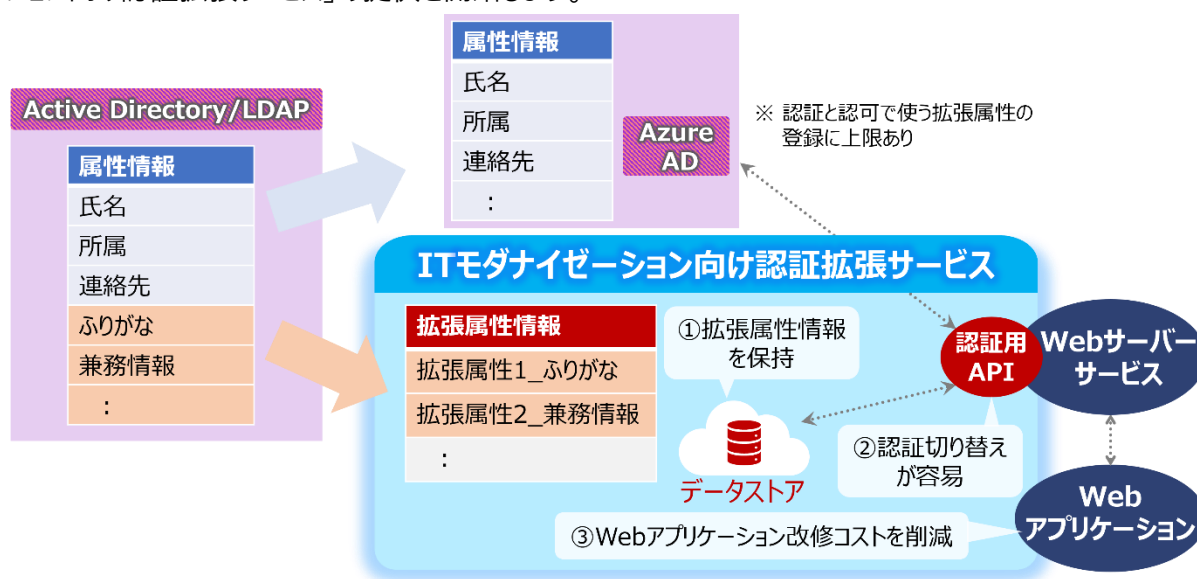 属性情報
氏名
所属
連絡先
：
Azure
AD
※ 認証と認可で使う拡張属性の
登録に上限あり
Active Directory/LDAP
属性情報
氏名
所属
連絡先
ふりがな
兼務情報
：
ITモダナイゼーション向け認証拡張サービス
拡張属性情報
拡張属性1_ふりがな
拡張属性2_兼務情報
：
①拡張属性情報
を保持
データストア
認証用
API
Webサーバー
サービス
②認証切り替え
が容易
③Webアプリケーション改修コストを削減
Web
アプリケーション